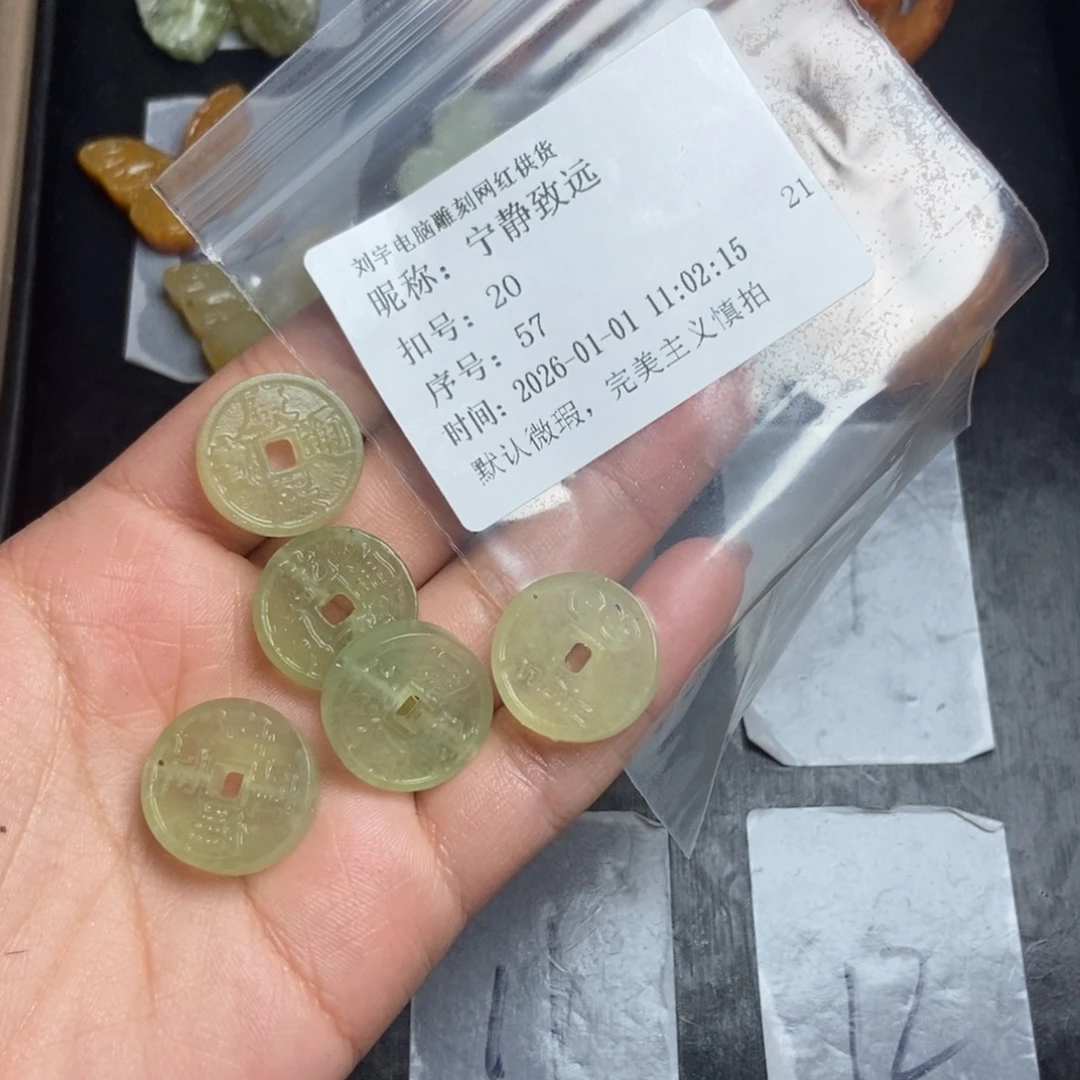 刘宇电脑雕刻网红供货
昵称：宁静致远
扣号：20
21
序号：57
时间：2026-01-01 11:02:15
默认微瑕，完美主义慎拍
1
12